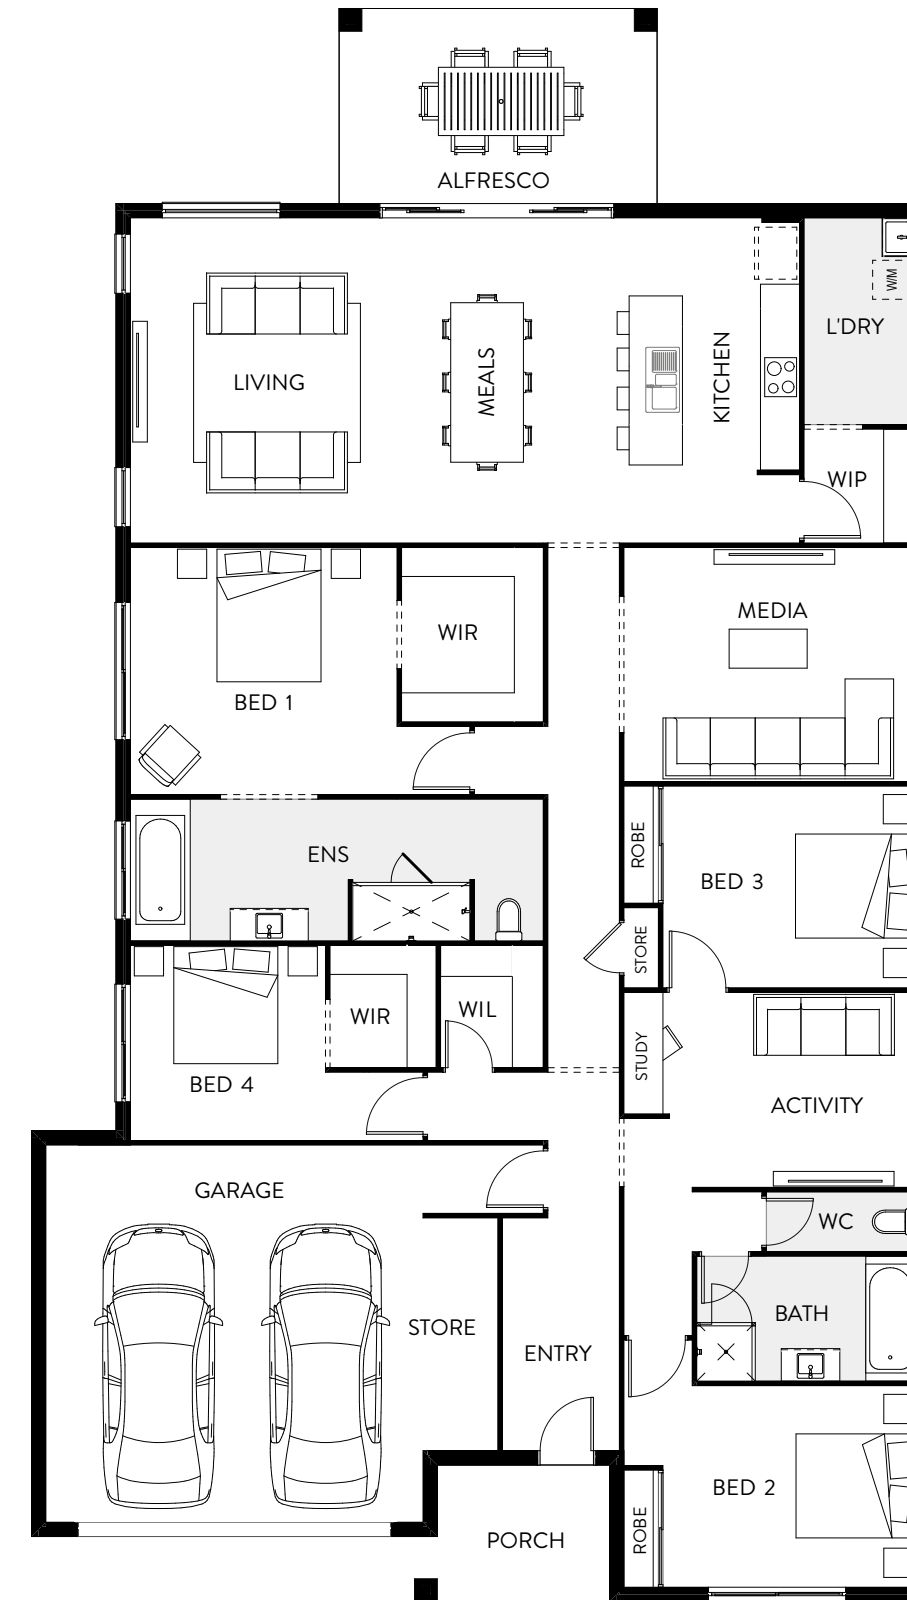 ALFRESCO
W/M
L'DRY
LIVING
MEALS
KITCHEN
WIP
MEDIA
WIR
BED 1
ENS
ROBE
BED 3
STORE
WIR
WIL
STUDY
BED 4
ACTIVITY
GARAGE
WC
STORE
BATH
ENTRY
BED 2
ROBE
PORCH